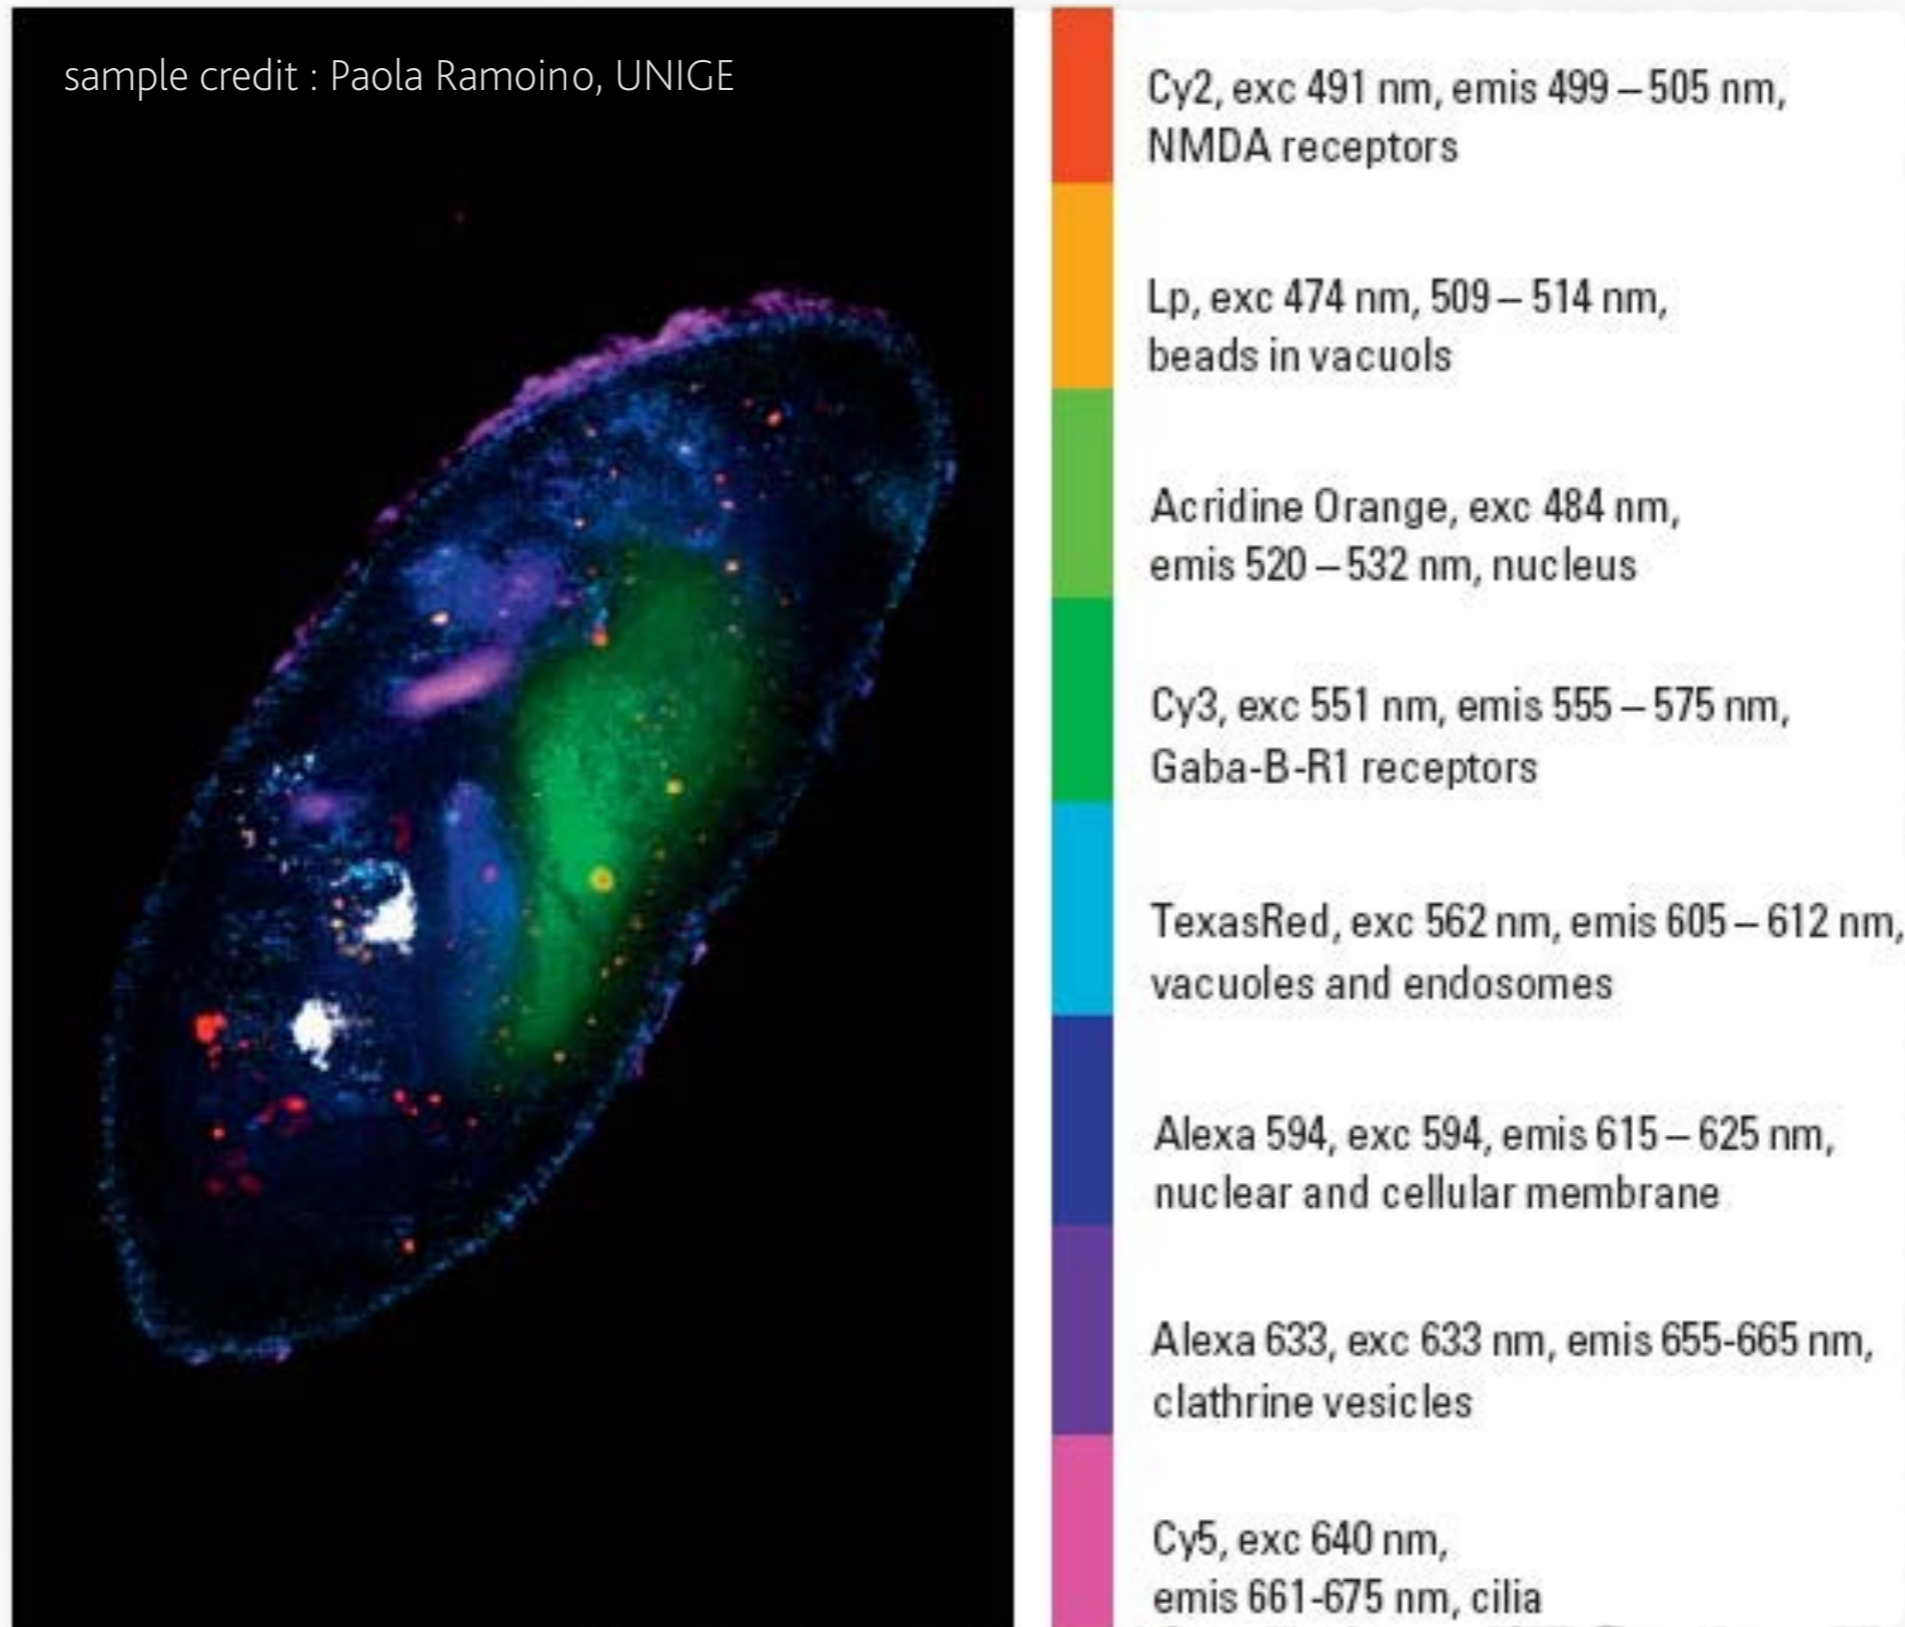 sample credit : Paola Ramoino, UNIGE
Cy2, exc 491 nm, emis 499 – 505 nm,
NMDA receptors
Lp, exc 474 nm, 509 – 514 nm,
beads in vacuols
Acridine Orange, exc 484 nm,
emis 520 – 532 nm, nucleus
Cy3, exc 551 nm, emis 555 – 575 nm,
Gaba-B-R1 receptors
TexasRed, exc 562 nm, emis 605 – 612 nm,
vacuoles and endosomes
Alexa 594, exc 594, emis 615 – 625 nm,
nuclear and cellular membrane
Alexa 633, exc 633 nm, emis 655-665 nm,
clathrine vesicles
Cy5, exc 640 nm,
emis 661-675 nm, cilia